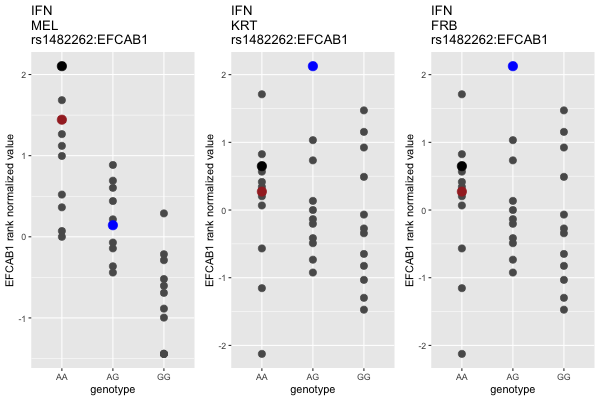 IFN
MEL
rs1482262:EFCAB1
EFCAB1 rank normalized value
2
1
0
-1
AA
AG
GG
genotype
IFN
KRT
rs1482262:EFCAB1
EFCAB1 rank normalized value
2
1
0
-1
-2
AA
AG
GG
genotype
IFN
FRB
rs1482262:EFCAB1
EFCAB1 rank normalized value
2
1
0
-1
-2
AA
AG
GG
genotype